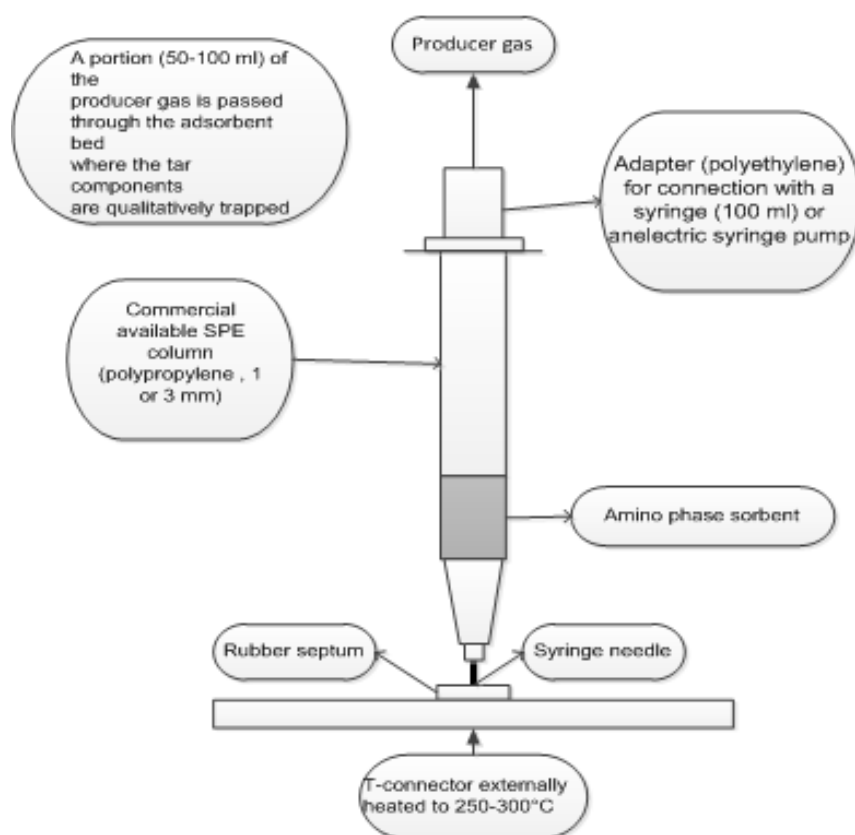 Producer gas
A portion (50-100 ml) of
the
producer gas is passed
through the adsorbent
bed
where the tar
components
are qualitatively trapped
Adapter (polyethylene)
for connection with a
syringe (100 ml) or
anelectric syringe pump
Commercial
available SPE
column
(polypropylene , 1
or 3 mm)
Amino phase sorbent
Rubber septum
Syringe needle
T-connector externally
heated to 250-300°C